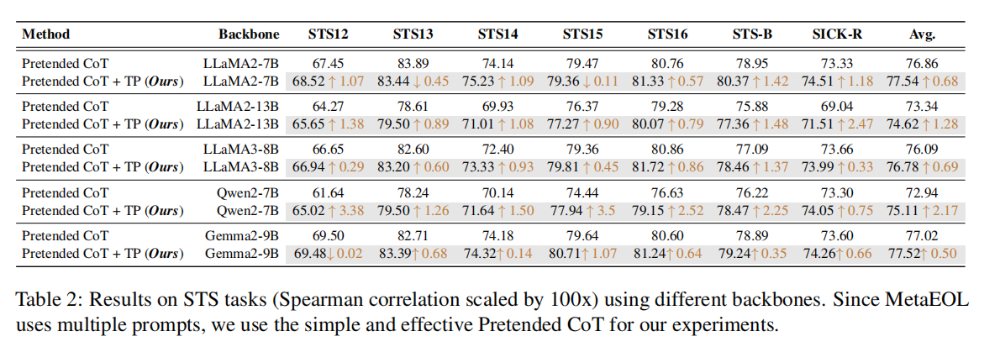 Method Backbone STS12 STS13 STS14 STS15 STS16 STS-B SICK-R Avg.
Pretended CoT LLaMA2-7B 67.45 83.89 74.14 79.47 80.76 78.95 73.33 76.86
Pretended CoT + TP (Ours) LLaMA2-7B 68.52 ↑ 1.07 83.44 ↓ 0.45 75.23 ↑ 1.09 79.36 ↓ 0.11 81.33 ↑ 0.57 80.37 ↑ 1.42 74.51 ↑ 1.18 77.54 ↑ 0.68
Pretended CoT LLaMA2-13B 64.27 78.61 69.93 76.37 79.28 75.88 69.04 73.34
Pretended CoT + TP (Ours) LLaMA2-13B 65.65 ↑ 1.38 79.50 ↑ 0.89 71.01 ↑ 1.08 77.27 ↑ 0.90 80.07 ↑ 0.79 77.36 ↑ 1.48 71.51 ↑ 2.47 74.62 ↑ 1.28
Pretended CoT LLaMA3-8B 66.65 82.60 72.40 79.36 80.86 77.09 73.66 76.09
Pretended CoT + TP (Ours) LLaMA3-8B 66.94 ↑ 0.29 83.20 ↑ 0.60 73.33 ↑ 0.93 79.81 ↑ 0.45 81.72 ↑ 0.86 78.46 ↑ 1.37 73.99 ↑ 0.33 76.78 ↑ 0.69
Pretended CoT Qwen2-7B 61.64 78.24 70.14 74.44 76.63 76.22 73.30 72.94
Pretended CoT + TP (Ours) Qwen2-7B 65.02 ↑ 3.38 79.50 ↑ 1.26 71.64 ↑ 1.50 77.94 ↑ 3.5 79.15 ↑ 2.52 78.47 ↑ 2.25 74.05 ↑ 0.75 75.11 ↑ 2.17
Pretended CoT Gemma2-9B 69.50 82.71 74.18 79.64 80.60 78.89 73.60 77.02
Pretended CoT + TP (Ours) Gemma2-9B 69.48↓ 0.02 83.39↑ 0.68 74.32↑ 0.14 80.71↑ 1.07 81.24↑ 0.64 79.24↑ 0.35 74.26↑ 0.66 77.52↑ 0.50
Table 2: Results on STS tasks (Spearman correlation scaled by 100x) using different backbones. Since MetaEOL
uses multiple prompts, we use the simple and effective Pretended CoT for our experiments.